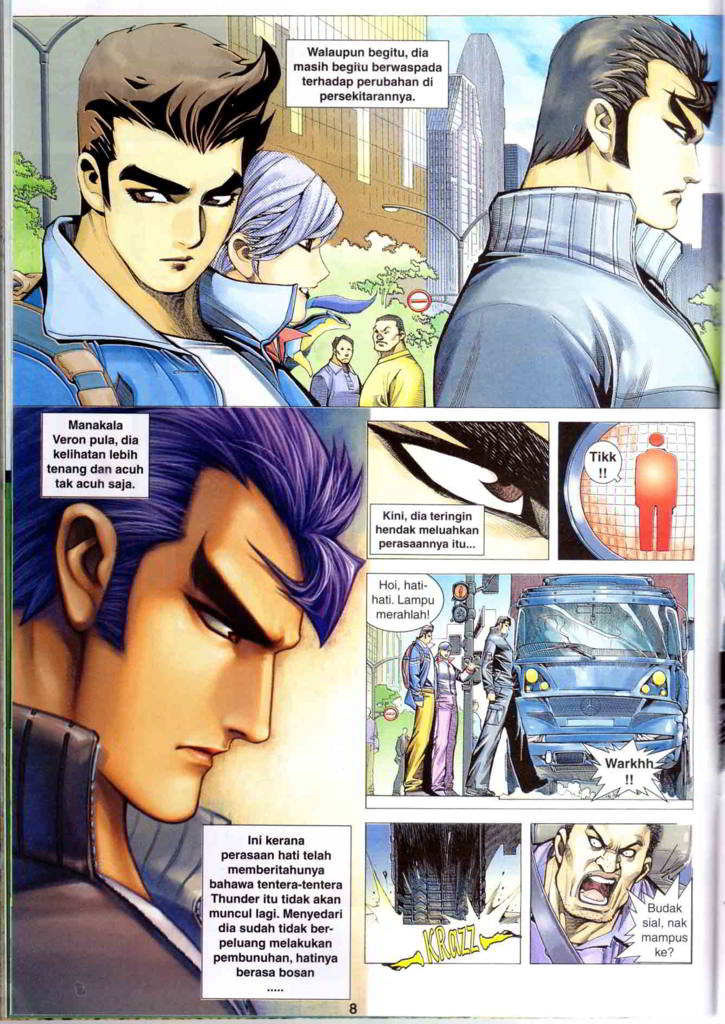 Walaupun begitu, dia
masih begitu berwaspada
terhadap perubahan di
persekitarannya.
Manakala
Veron pula, dia
kelihatan lebih
tenang dan acuh
tak acuh saja.
Kini, dia teringin
hendak meluahkan
perasaannya itu...
Tikk
!!
Hoi, hati-
hati. Lampu
merahlah!
Warkhh
!!
Ini kerana
perasaan hati telah
memberitahunya
bahawa tentera-tentera
Thunder itu tidak akan
muncul lagi. Menyedari
dia sudah tidak ber-
peluang melakukan
pembunuhan, hatinya
berasa bosan
.....
KRazz
Budak
sial, nak
mampus
ke?
8